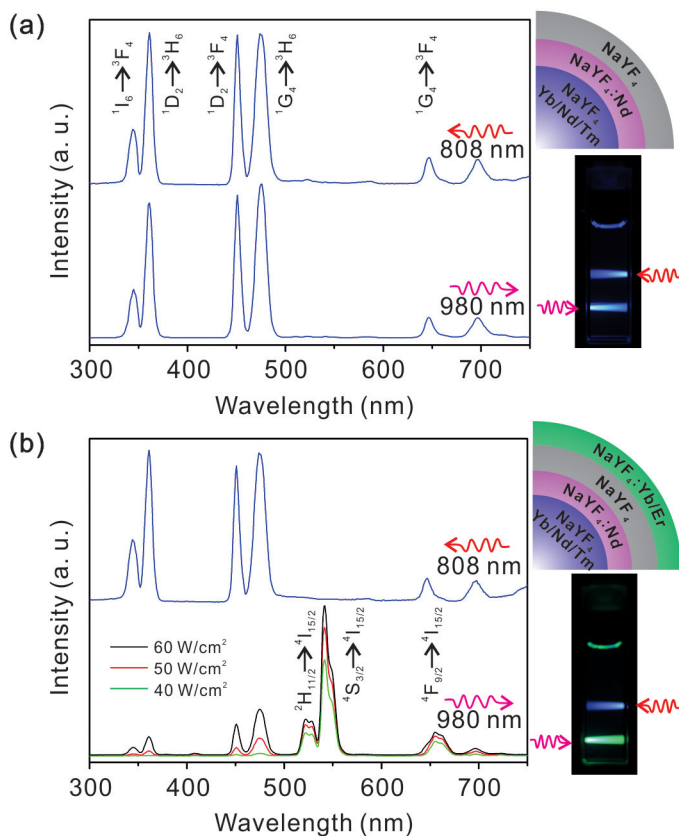 (a)
Intensity (a. u.)
¹I₆→³F₄
¹D₂→³H₆
¹D₂→³F₄
¹G₄→³H₆
¹G₄→³F₄
808 nm
980 nm
300 400 500 600 700
Wavelength (nm)
NaYF₄
NaYF₄:Nd
NaYF₄
Yb/Nd/Tm
(b)
Intensity (a. u.)
808 nm
60 W/cm²
50 W/cm²
40 W/cm²
²H₁₁/₂→⁴I₁₅/₂
⁴S₃/₂→⁴I₁₅/₂
⁴F₉/₂→⁴I₁₅/₂
980 nm
300 400 500 600 700
Wavelength (nm)
NaYF₄:Yb/Er
NaYF₄
NaYF₄:Nd
NaYF₄
Yb/Nd/Tm